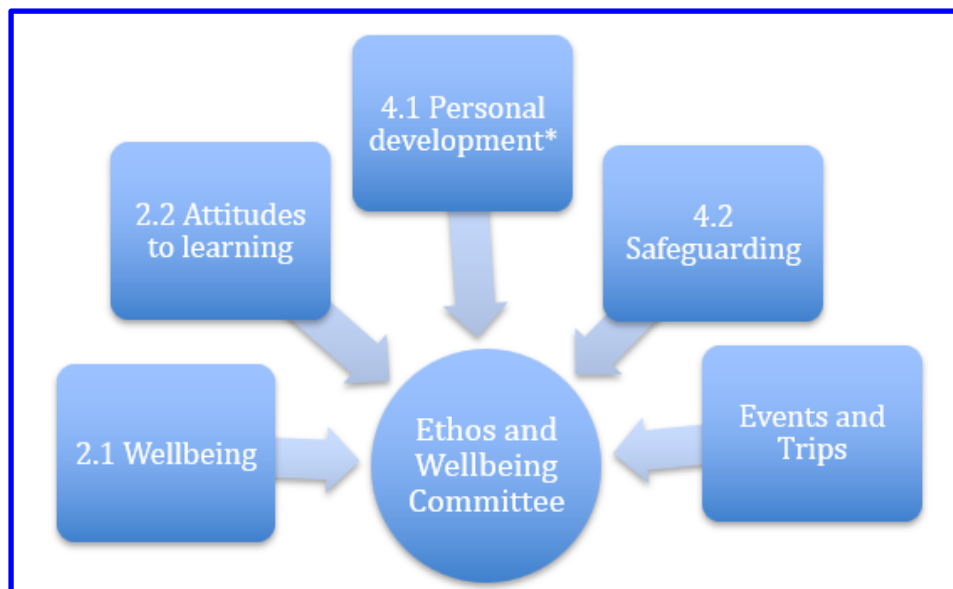 4.1 Personal
development*
2.2 Attitudes
to learning
4.2
Safeguarding
2.1 Wellbeing
Ethos and
Wellbeing
Committee
Events and
Trips